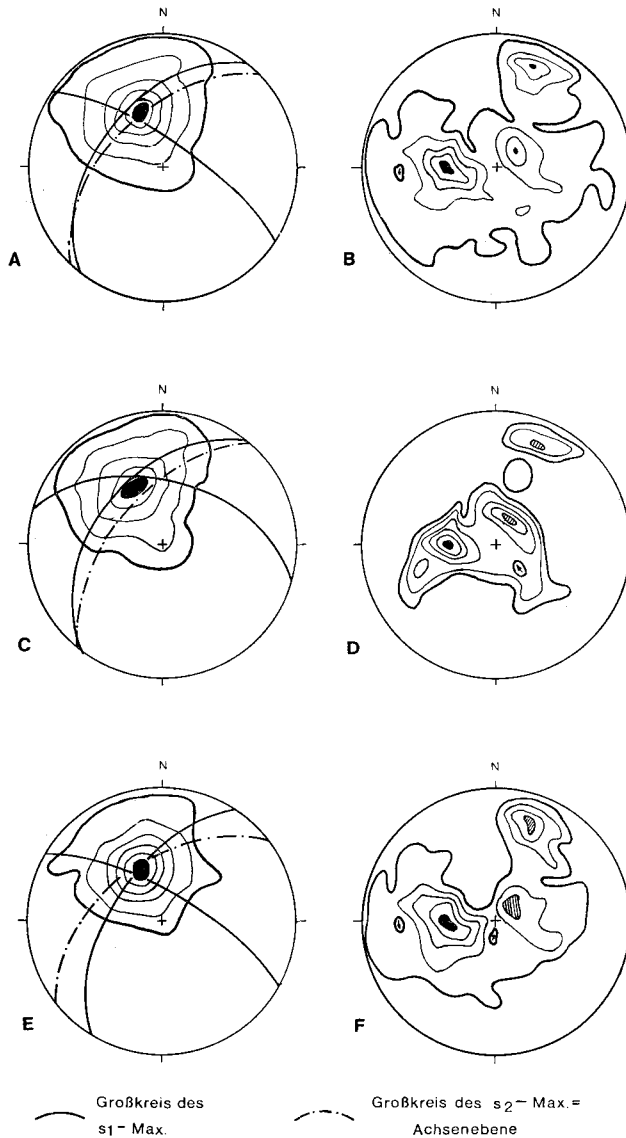 N
N
A
B
N
N
C
D
N
N
E
F
Großkreis des
s1- Max.
Großkreis des s2- Max.=
Achsenebene